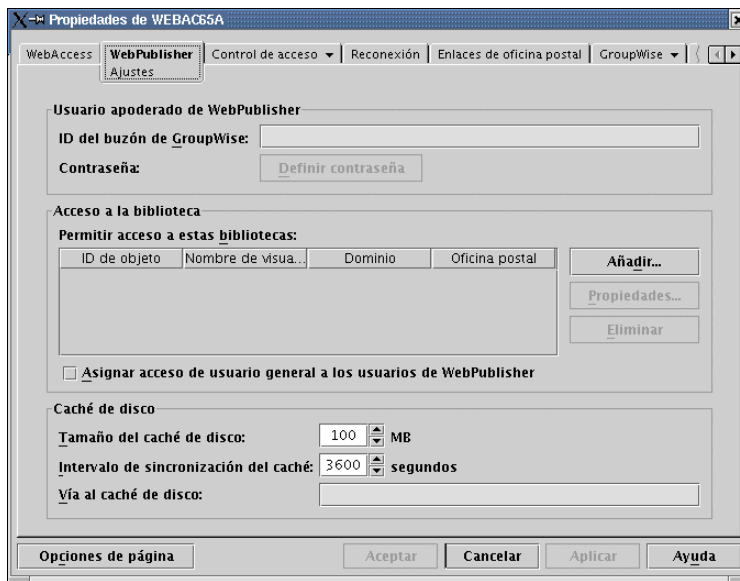 Propiedades de WEBAC65A
WebAccess WebPublisher Control de acceso Reconexión Enlaces de oficina postal GroupWise
Ajustes
Usuario apoderado de WebPublisher
ID del buzón de GroupWise:
Contraseña: Definir contraseña
Acceso a la biblioteca
Permitir acceso a estas bibliotecas:
ID de objeto Nombre de visua... Dominio Oficina postal Añadir...
Propiedades...
Eliminar
Asignar acceso de usuario general a los usuarios de WebPublisher
Caché de disco
Tamaño del caché de disco: 100 MB
Intervalo de sincronización del caché: 3600 segundos
Vía al caché de disco:
Opciones de página Aceptar Cancelar Aplicar Ayuda